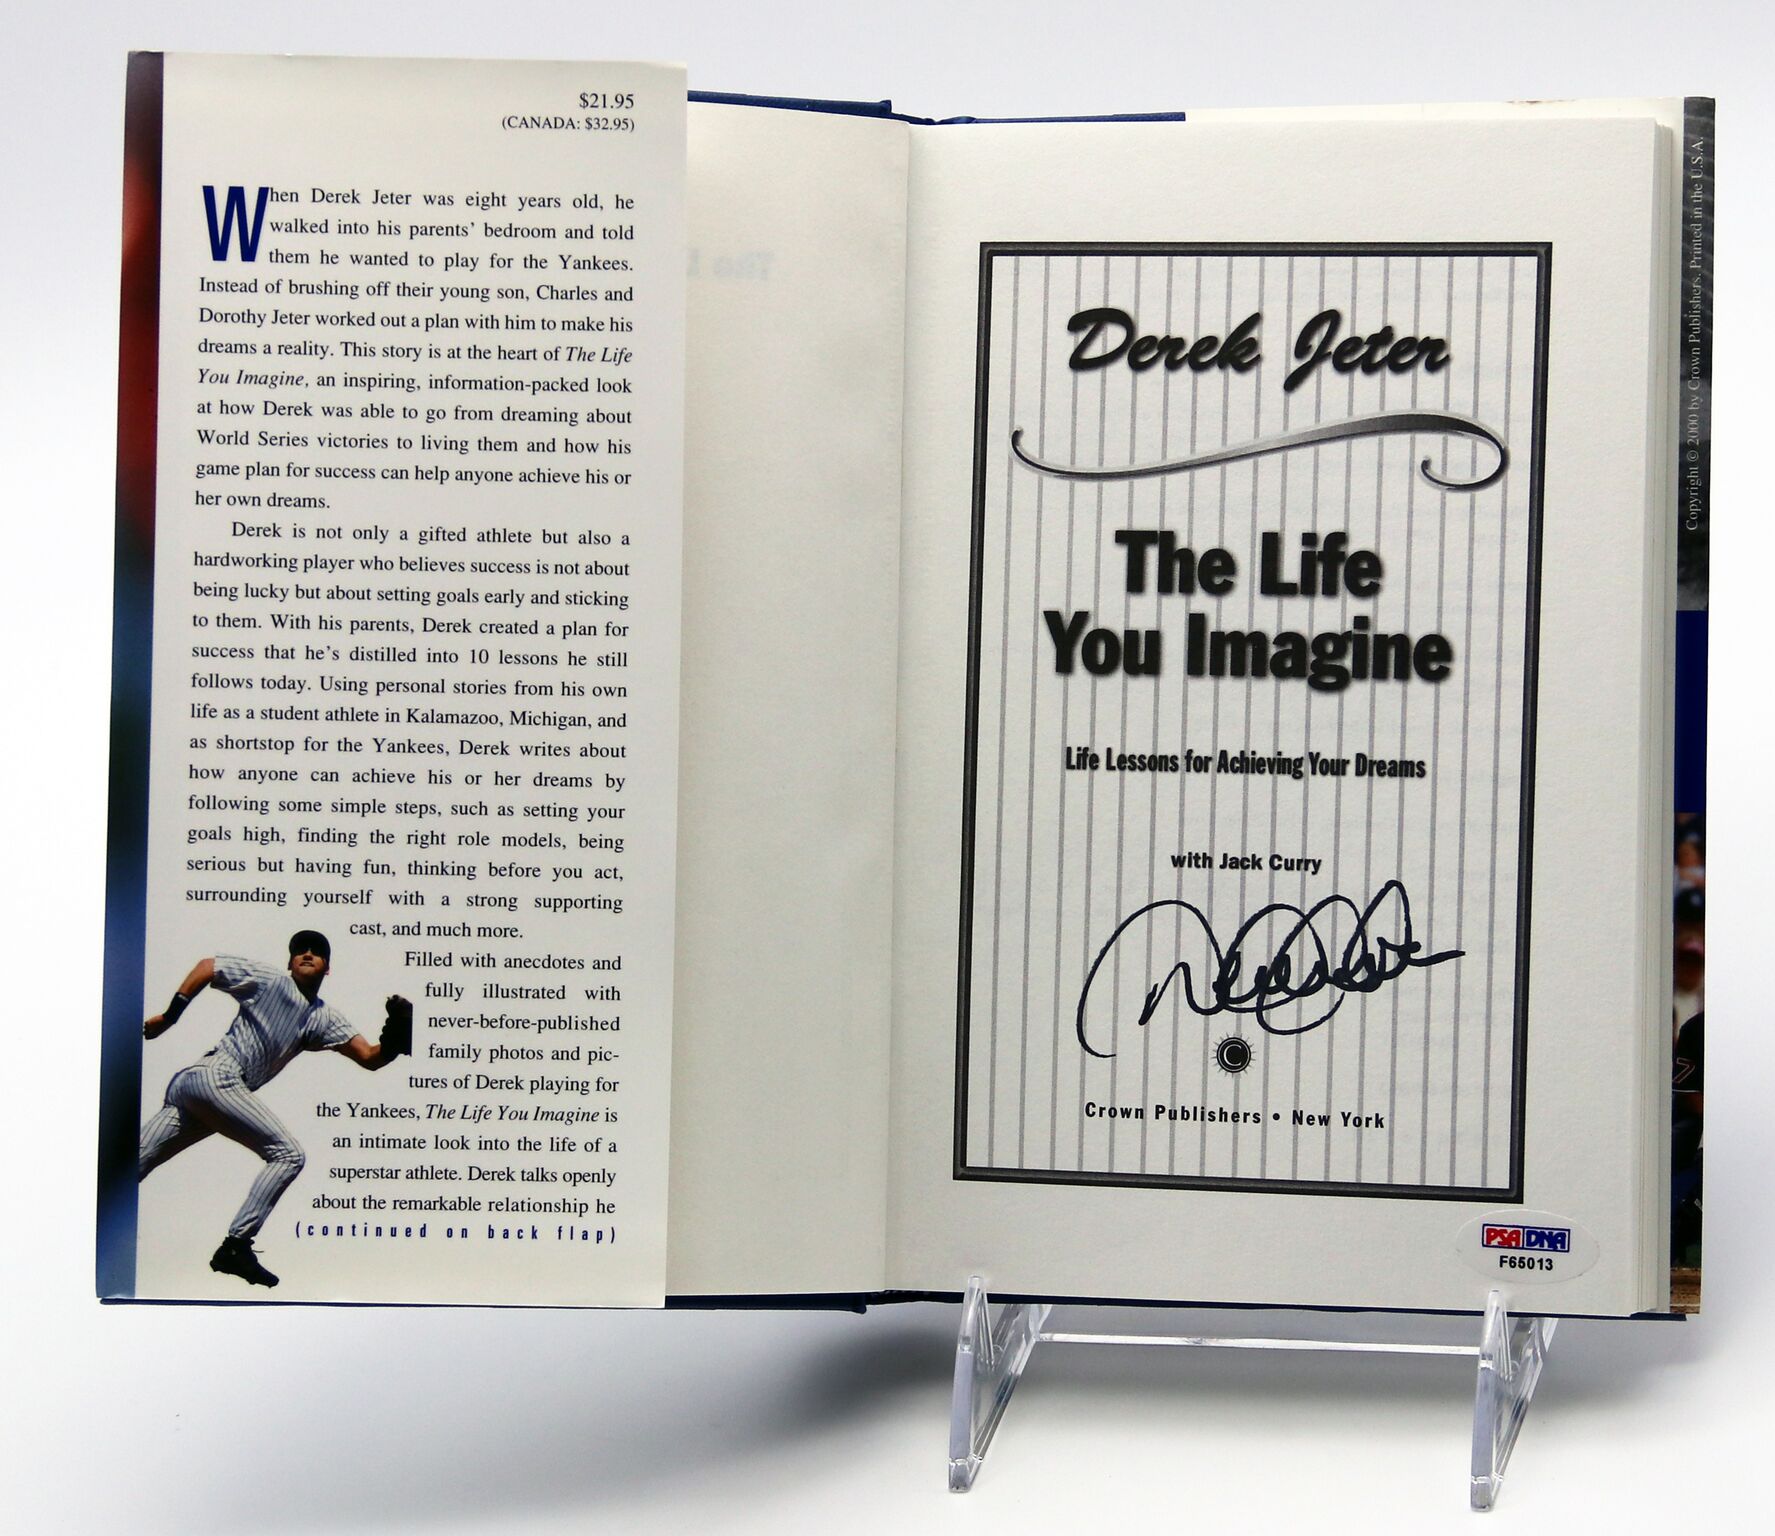 $21.95
(CANADA: $32.95)
When Derek Jeter was eight years old, he
walked into his parents' bedroom and told
them he wanted to play for the Yankees.
Instead of brushing off their young son, Charles and
Dorothy Jeter worked out a plan with him to make his
dreams a reality. This story is at the heart of The Life
You Imagine, an inspiring, information-packed look
at how Derek was able to go from dreaming about
World Series victories to living them and how his
game plan for success can help anyone achieve his or
her own dreams.
Derek is not only a gifted athlete but also a
hardworking player who believes success is not about
being lucky but about setting goals early and sticking
to them. With his parents, Derek created a plan for
success that he's distilled into 10 lessons he still
follows today. Using personal stories from his own
life as a student athlete in Kalamazoo, Michigan, and
as shortstop for the Yankees, Derek writes about
how anyone can achieve his or her dreams by
following some simple steps, such as setting your
goals high, finding the right role models, being
serious but having fun, thinking before you act,
surrounding yourself with a strong supporting
cast, and much more.
Filled with anecdotes and
fully illustrated with
never-before-published
family photos and pic-
tures of Derek playing for
the Yankees, The Life You Imagine is
an intimate look into the life of a
superstar athlete. Derek talks openly
about the remarkable relationship he
(continued on back flap)
Derek Jeter
The Life
You Imagine
Life Lessons for Achieving Your Dreams
with Jack Curry
C
Crown Publishers • New York
PSA DNA
F65013
Copyright © 2000 by Crown Publishers. Printed in the U.S.A.